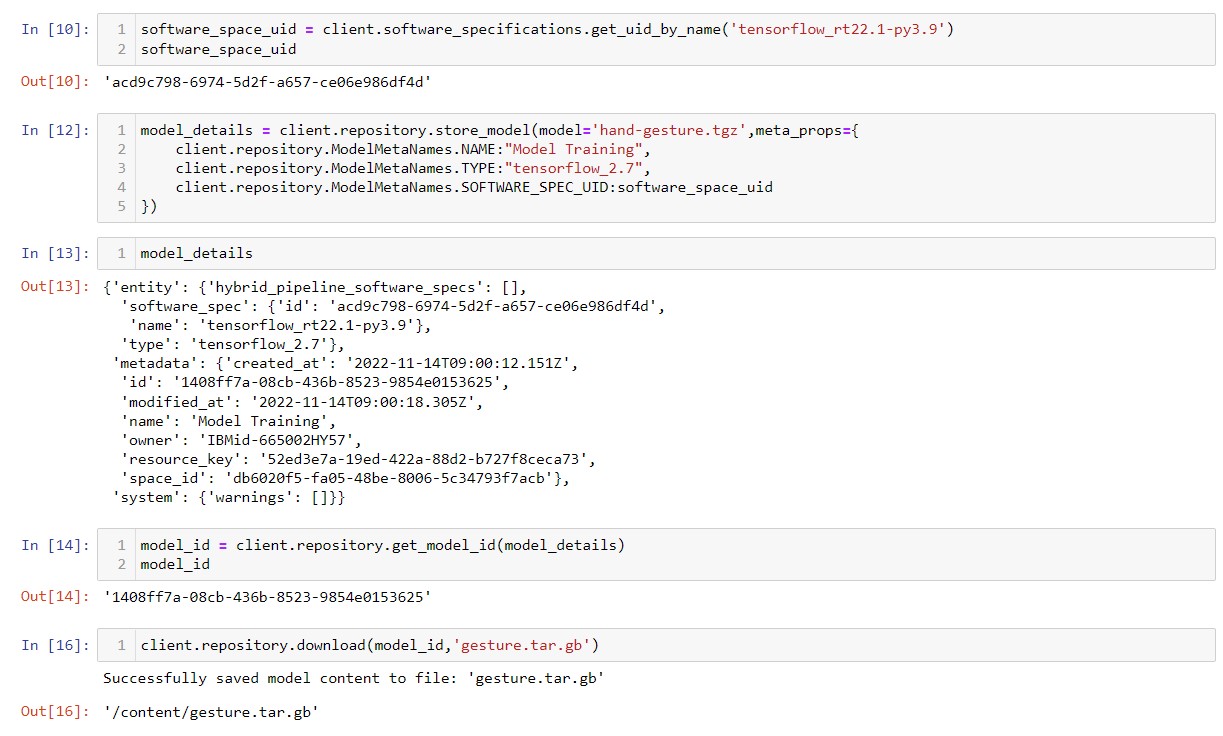 In [10]: 1 software_space_uid = client.software_specifications.get_uid_by_name('tensorflow_rt22.1-py3.9')
2 software_space_uid
Out[10]: 'acd9c798-6974-5d2f-a657-ce06e986df4d'
In [12]: 1 model_details = client.repository.store_model(model='hand-gesture.tgz',meta_props={
2     client.repository.ModelMetaNames.NAME:"Model Training",
3     client.repository.ModelMetaNames.TYPE:"tensorflow_2.7",
4     client.repository.ModelMetaNames.SOFTWARE_SPEC_UID:software_space_uid
5 })
In [13]: 1 model_details
Out[13]: {'entity': {'hybrid_pipeline_software_specs': [],
'software_spec': {'id': 'acd9c798-6974-5d2f-a657-ce06e986df4d',
'name': 'tensorflow_rt22.1-py3.9'},
'type': 'tensorflow_2.7'},
'metadata': {'created_at': '2022-11-14T09:00:12.151Z',
'id': '1408ff7a-08cb-436b-8523-9854e0153625',
'modified_at': '2022-11-14T09:00:18.305Z',
'name': 'Model Training',
'owner': 'IBMid-665002HY57',
'resource_key': '52ed3e7a-19ed-422a-88d2-b727f8ceca73',
'space_id': 'db6020f5-fa05-48be-8006-5c34793f7acb'},
'system': {'warnings': []}}
In [14]: 1 model_id = client.repository.get_model_id(model_details)
2 model_id
Out[14]: '1408ff7a-08cb-436b-8523-9854e0153625'
In [16]: 1 client.repository.download(model_id,'gesture.tar.gb')
Successfully saved model content to file: 'gesture.tar.gb'
Out[16]: '/content/gesture.tar.gb'